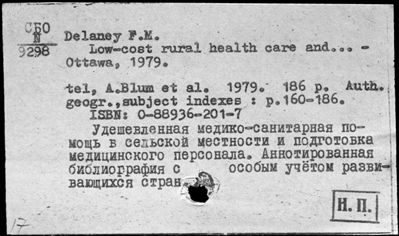 СБО
N
9298
Delaney F.M.
Low-cost rural health care and... -
Ottawa, 1979.
tel, A.Blum et al. 1979. 186 p. Auth.
geogr.,subject indexes : p.160-186.
ISBN: 0-88936-201-7
Удешевленная медико-санитарная по-
мощь в сельской местности и подготовка
медицинского персонала. Аннотированная
библиография с особым учётом разви-
вающихся стран
Н. П.
17